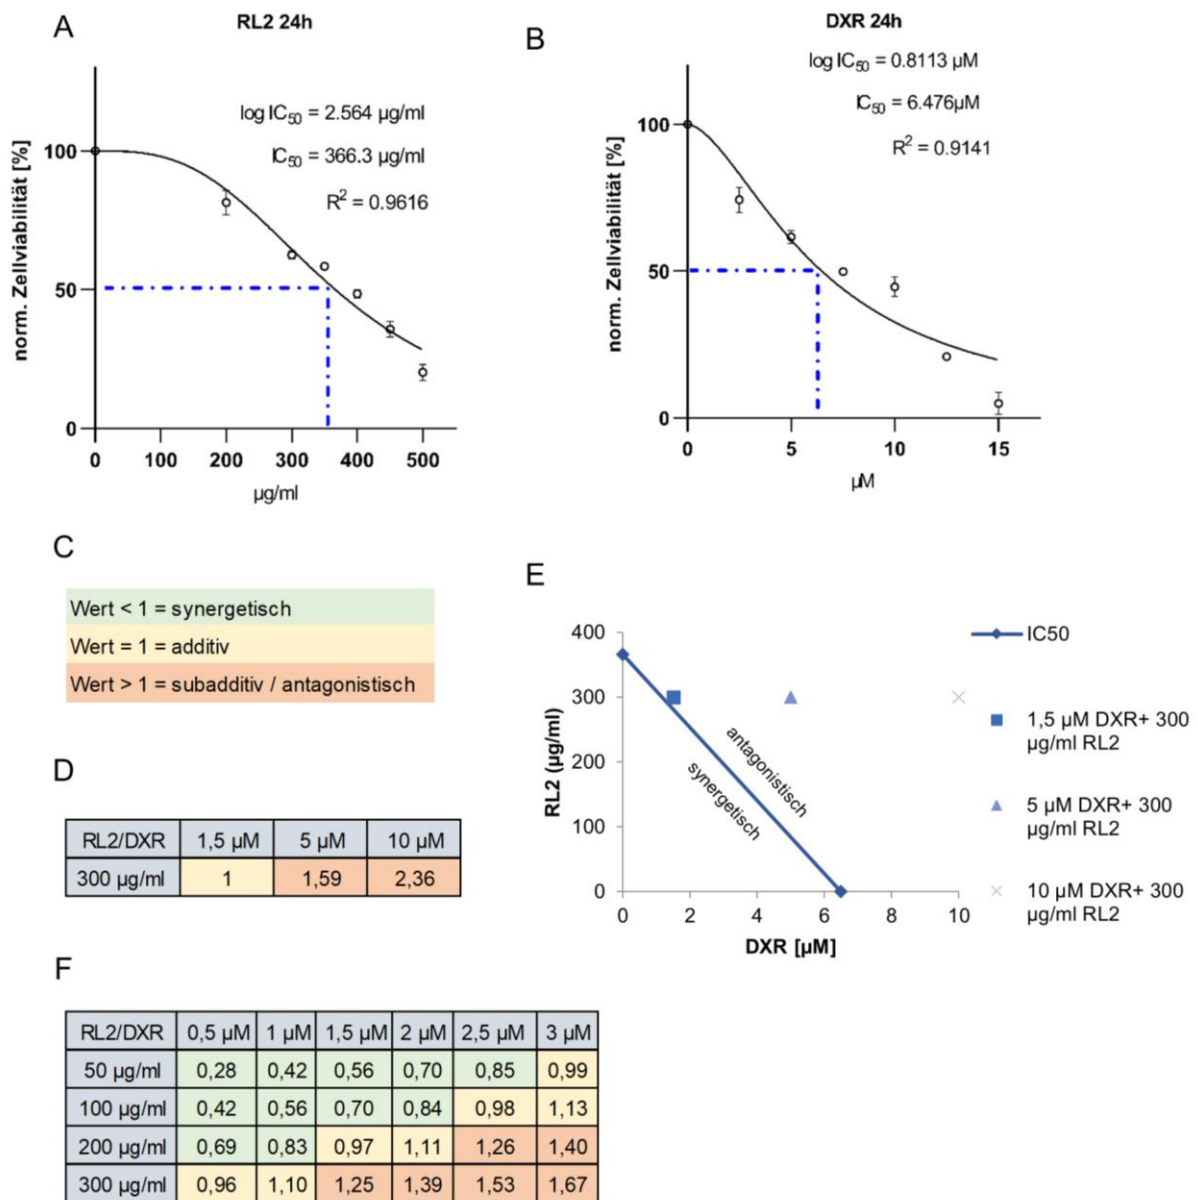 A
RL2 24h
log IC50 = 2.564 µg/ml
IC50 = 366.3 µg/ml
R2 = 0.9616
norm. Zellviabilität [%]
100
50
0
0 100 200 300 400 500
µg/ml
B
DXR 24h
log IC50 = 0.8113 µM
IC50 = 6.476µM
R2 = 0.9141
norm. Zellviabilität [%]
100
50
0
0 5 10 15
µM
C
Wert < 1 = synergetisch
Wert = 1 = additiv
Wert > 1 = subadditiv / antagonistisch
D
RL2/DXR 1,5 µM 5 µM 10 µM
300 µg/ml 1 1,59 2,36
E
RL2 (µg/ml)
400
300
200
100
0
0 2 4 6 8 10
DXR [µM]
antagonistisch
synergetisch
IC50
1,5 µM DXR+ 300
µg/ml RL2
5 µM DXR+ 300
µg/ml RL2
10 µM DXR+ 300
µg/ml RL2
F
RL2/DXR 0,5 µM 1 µM 1,5 µM 2 µM 2,5 µM 3 µM
50 µg/ml 0,28 0,42 0,56 0,70 0,85 0,99
100 µg/ml 0,42 0,56 0,70 0,84 0,98 1,13
200 µg/ml 0,69 0,83 0,97 1,11 1,26 1,40
300 µg/ml 0,96 1,10 1,25 1,39 1,53 1,67